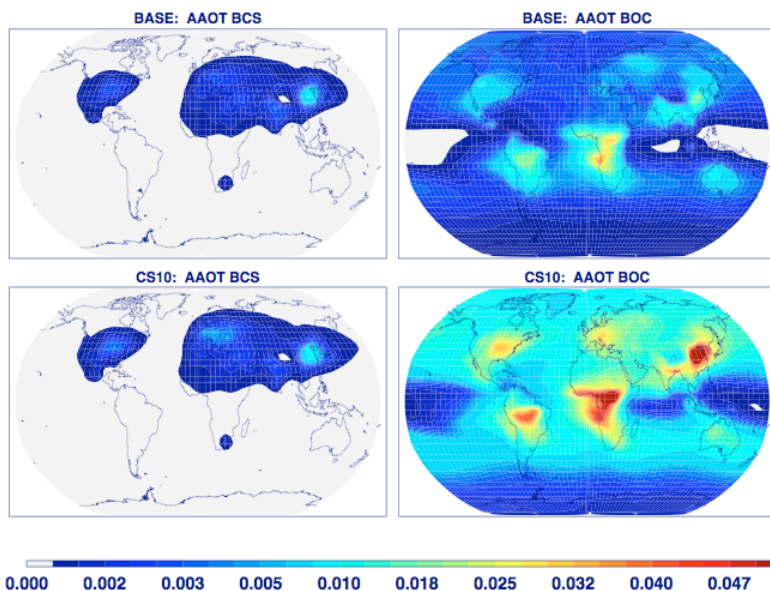 BASE: AAOT BCS
BASE: AAOT BOC
CS10: AAOT BCS
CS10: AAOT BOC
0.000 0.002 0.003 0.005 0.010 0.018 0.025 0.032 0.040 0.047